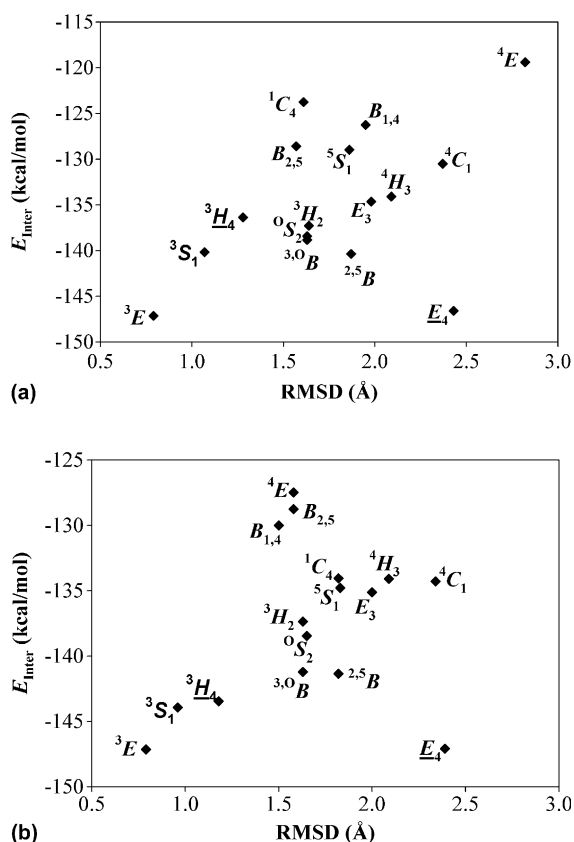 -115
⁴E
-120
¹C₄
B₁,₄
-125
B₂,₅
⁵S₁
⁴C₁
-130
⁴H₃
E_Inter (kcal/mol)
³H₂
E₃
-135
³H₄
ᴼS₂
³S₁
³,ᴼB
²,⁵B
-140
³E
E₄
-145
-150
0.5 1.0 1.5 2.0 2.5 3.0
(a) RMSD (Å)
-125
⁴E
B₂,₅
B₁,₄
-130
¹C₄
⁴H₃
⁴C₁
⁵S₁
E₃
-135
E_Inter (kcal/mol)
³H₂
ᴼS₂
-140
³,ᴼB
²,⁵B
³H₄
³S₁
-145
³E
E₄
-150
0.5 1.0 1.5 2.0 2.5 3.0
(b) RMSD (Å)